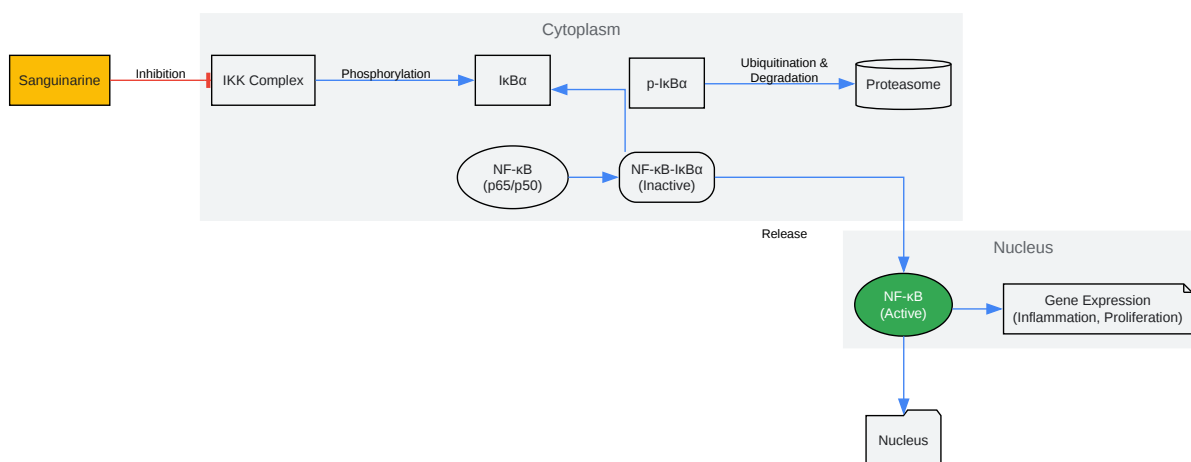 Cytoplasm
Sanguinarine
Inhibition
IKK Complex
Phosphorylation
IκBα
p-IκBα
Ubiquitination &
Degradation
Proteasome
NF-κB
(p65/p50)
NF-κB-IκBα
(Inactive)
Release
Nucleus
NF-κB
(Active)
Gene Expression
(Inflammation, Proliferation)
Nucleus